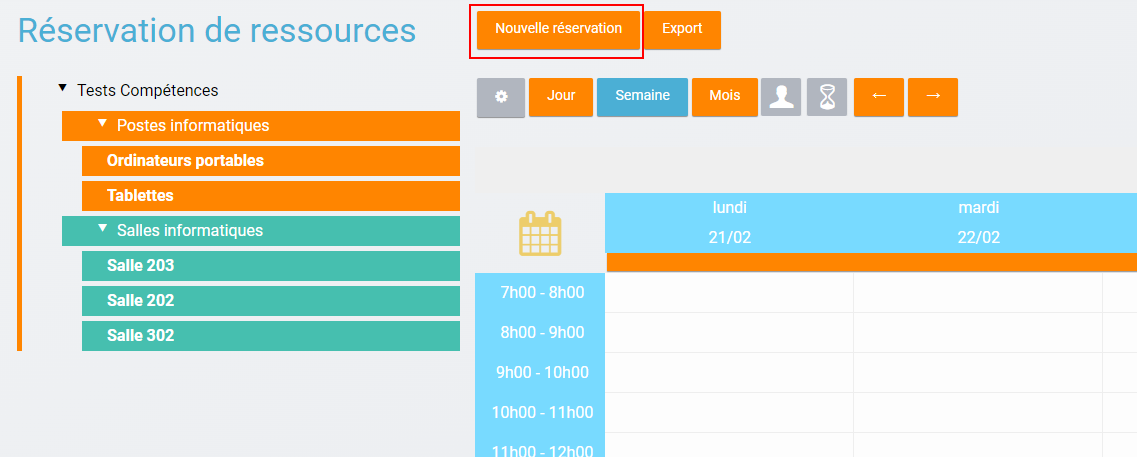 Réservation de ressources
Nouvelle réservation
Export
Tests Compétences
Postes informatiques
Ordinateurs portables
Tablettes
Salles informatiques
Salle 203
Salle 202
Salle 302
Jour
Semaine
Mois
←
→
lundi
mardi
21/02
22/02
7h00 - 8h00
8h00 - 9h00
9h00 - 10h00
10h00 - 11h00
11h00 - 12h00